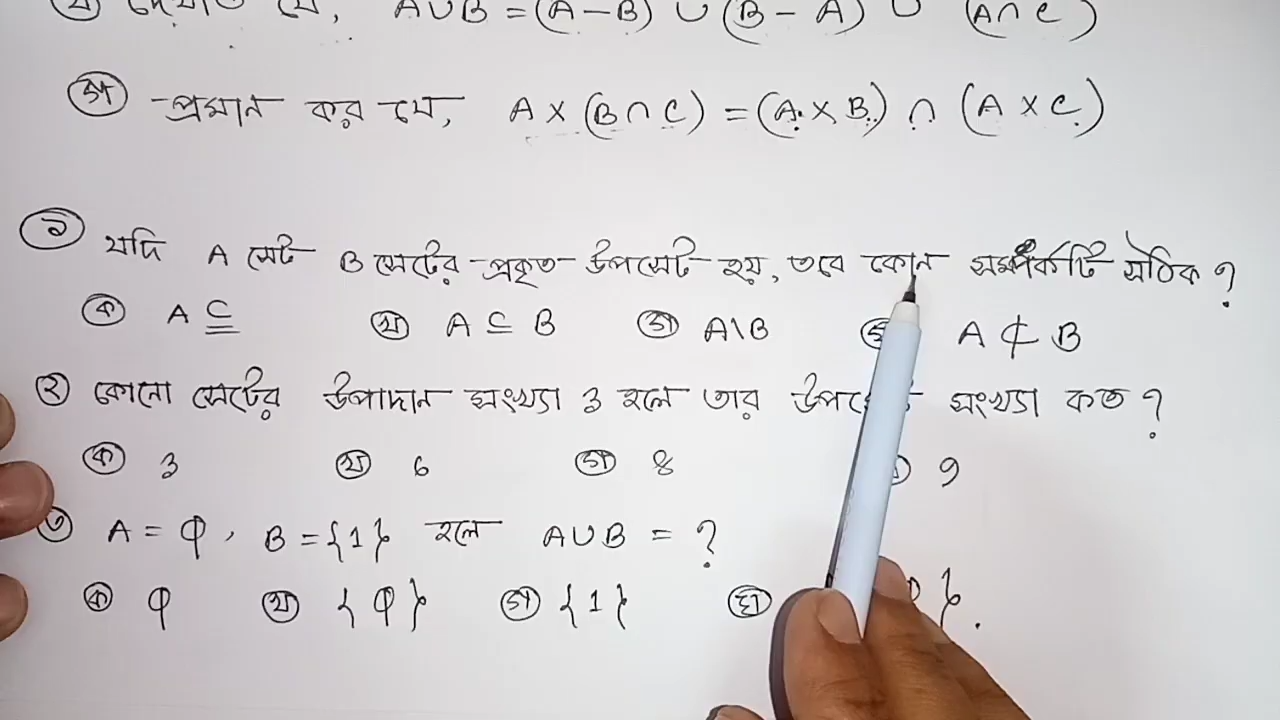 দেখাও যে, A∪B = (A − B) ∪ (B − A) ∪ (A∩C)
গ প্রমান কর যে, A × (B∩C) = (A × B) ∩ (A × C)
১ যদি A সেট B সেটের প্রকৃত উপসেট হয়, তবে কোন সম্পর্কটি সঠিক ?
ক A ⊆ খ A ⊆ B গ A\B A ⊄ B
২ কোনো সেটের উপাদান সংখ্যা 3 হলে তার সংখ্যা কত ?
ক 3 খ 6 গ 8 9
৩ A = φ, B = {1} হলে A∪B = ?
ক φ খ {φ} গ {1} ঘ }.